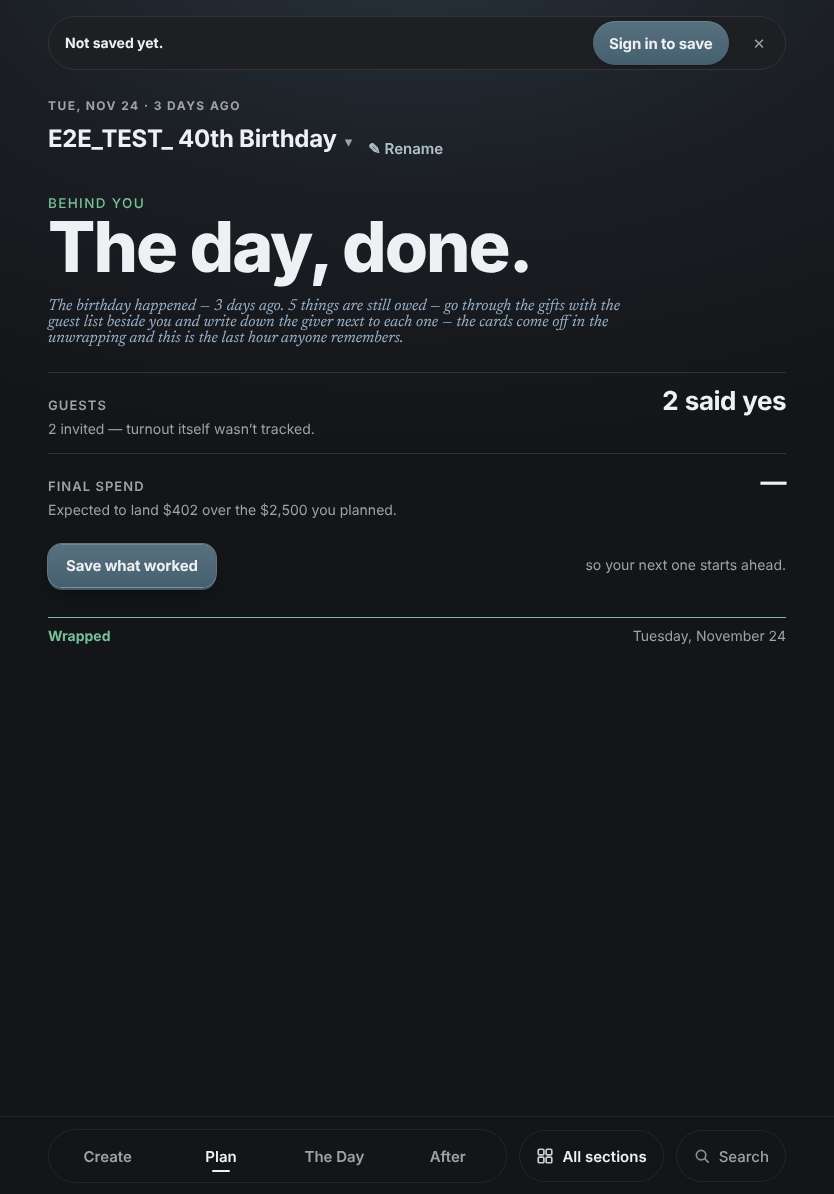 Not saved yet.
Sign in to save ×
TUE, NOV 24 · 3 DAYS AGO
E2E_TEST_ 40th Birthday ▾ ✎ Rename
BEHIND YOU
The day, done.
The birthday happened — 3 days ago. 5 things are still owed — go through the gifts with the
guest list beside you and write down the giver next to each one — the cards come off in the
unwrapping and this is the last hour anyone remembers.
GUESTS
2 said yes
2 invited — turnout itself wasn't tracked.
FINAL SPEND
—
Expected to land $402 over the $2,500 you planned.
Save what worked
so your next one starts ahead.
Wrapped
Tuesday, November 24
Create
Plan
The Day
After
All sections
Search